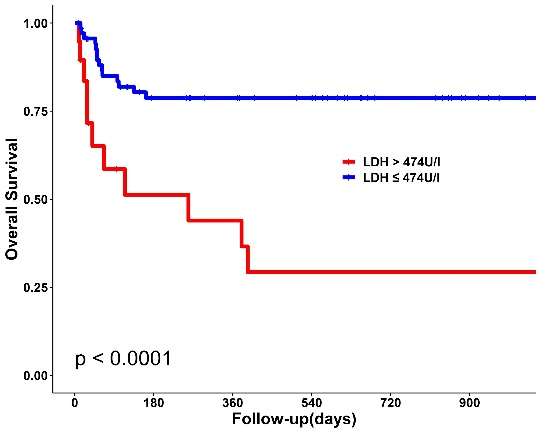 1.00
0.75
0.50
0.25
0.00
Overall Survival
LDH > 474U/l
LDH ≤ 474U/l
p < 0.0001
0 180 360 540 720 900
Follow-up(days)